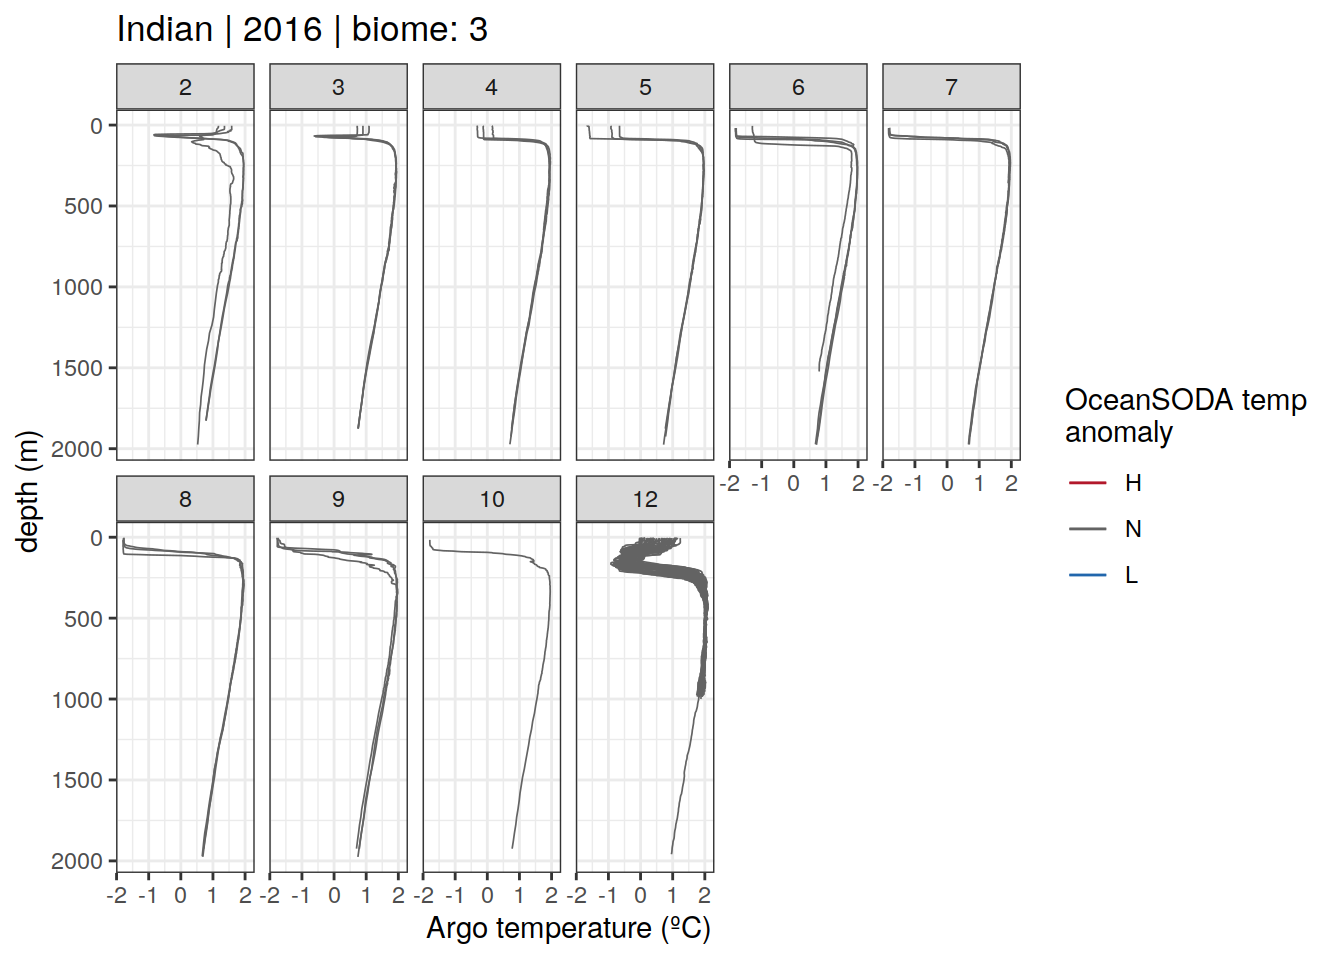 Indian | 2016 | biome: 3
2 3 4 5 6 7
0
500
1000
1500
2000
-2 -1 0 1 2 -2 -1 0 1 2
8 9 10 12
0
500
1000
1500
2000
-2 -1 0 1 2 -2 -1 0 1 2 -2 -1 0 1 2 -2 -1 0 1 2
Argo temperature (ºC)
depth (m)
OceanSODA temp
anomaly
H
N
L